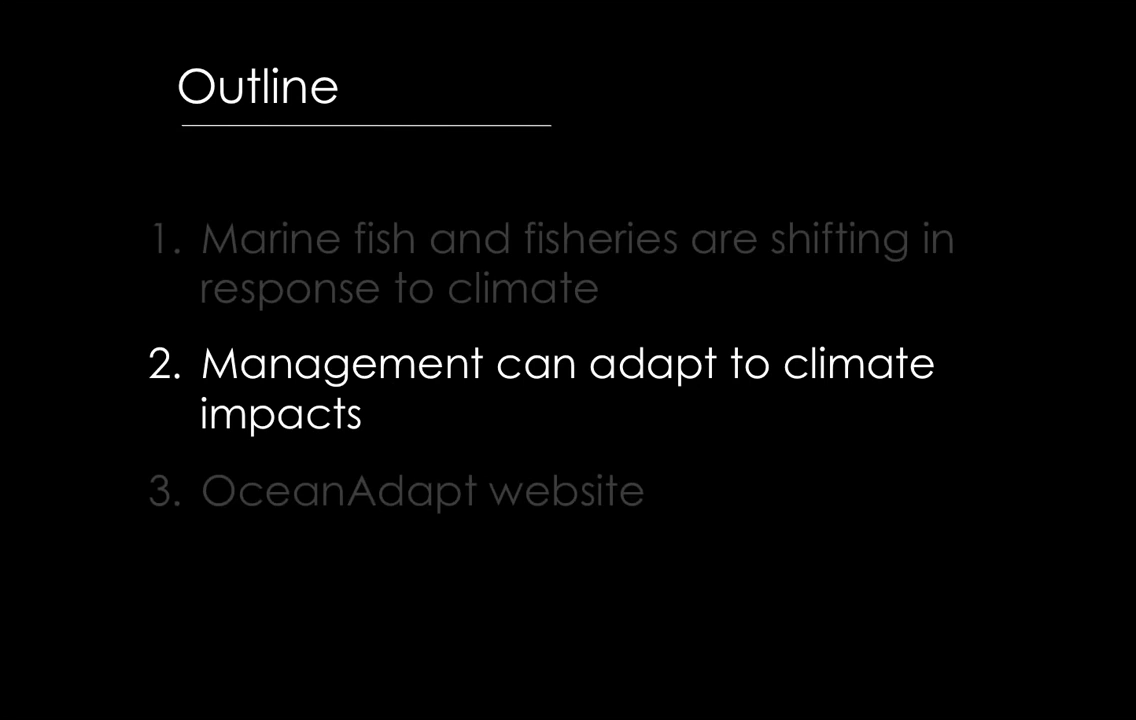 Outline
1. Marine fish and fisheries are shifting in
response to climate
2. Management can adapt to climate
impacts
3. OceanAdapt website